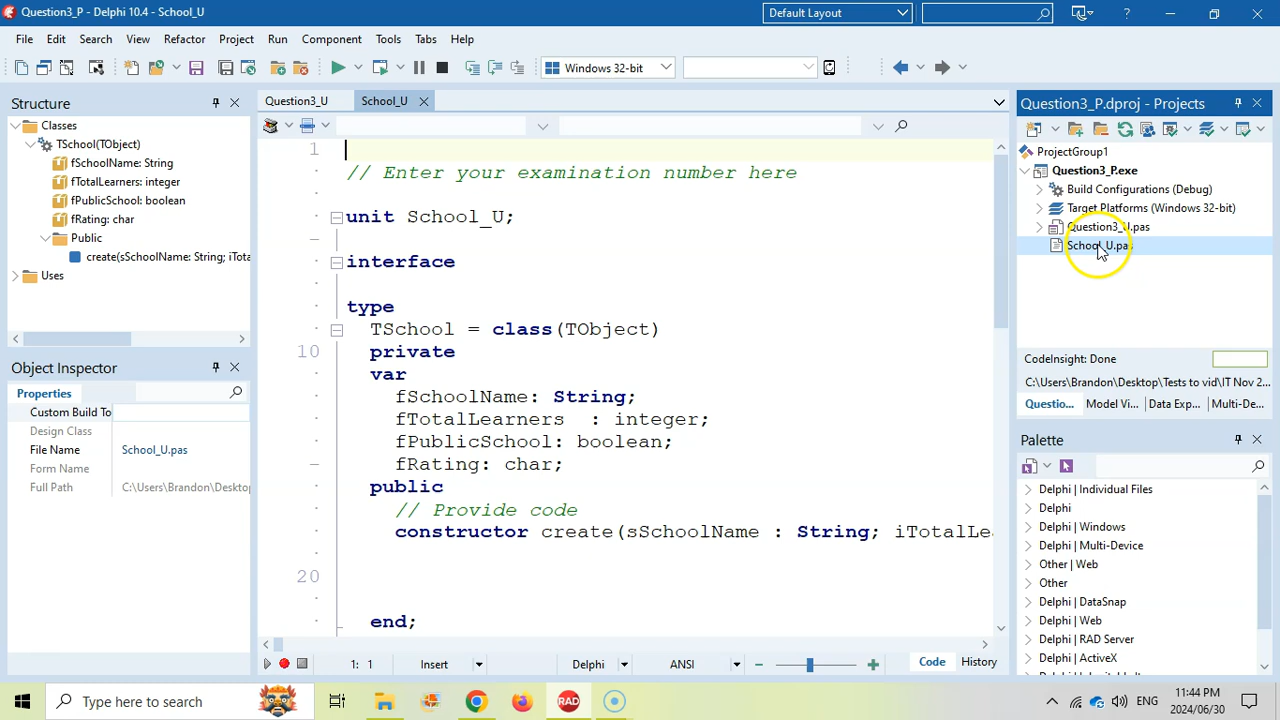 Question3_P - Delphi 10.4 - School_U
Default Layout
File Edit Search View Refactor Project Run Component Tools Tabs Help
Windows 32-bit
Structure
Classes
TSchool(TObject)
fSchoolName: String
fTotalLearners: integer
fPublicSchool: boolean
fRating: char
Public
create(sSchoolName: String; iTota
Uses
Object Inspector
Properties
Custom Build To
Design Class
File Name School_U.pas
Form Name
Full Path C:\Users\Brandon\Deskto
Question3_U School_U
1
// Enter your examination number here
unit School_U;
interface
type
TSchool = class(TObject)
10 private
var
fSchoolName: String;
fTotalLearners : integer;
fPublicSchool: boolean;
fRating: char;
public
// Provide code
constructor create(sSchoolName : String; iTotalLea
20
end;
1: 1 Insert Delphi ANSI Code History
Question3_P.dproj - Projects
ProjectGroup1
Question3_P.exe
Build Configurations (Debug)
Target Platforms (Windows 32-bit)
Question3_U.pas
School_U.pas
CodeInsight: Done
C:\Users\Brandon\Desktop\Tests to vid\IT Nov 2...
Questio... Model Vi... Data Exp... Multi-De...
Palette
Delphi | Individual Files
Delphi
Delphi | Windows
Delphi | Multi-Device
Other | Web
Other
Delphi | DataSnap
Delphi | Web
Delphi | RAD Server
Delphi | ActiveX
Type here to search
RAD
ENG
11:44 PM
2024/06/30